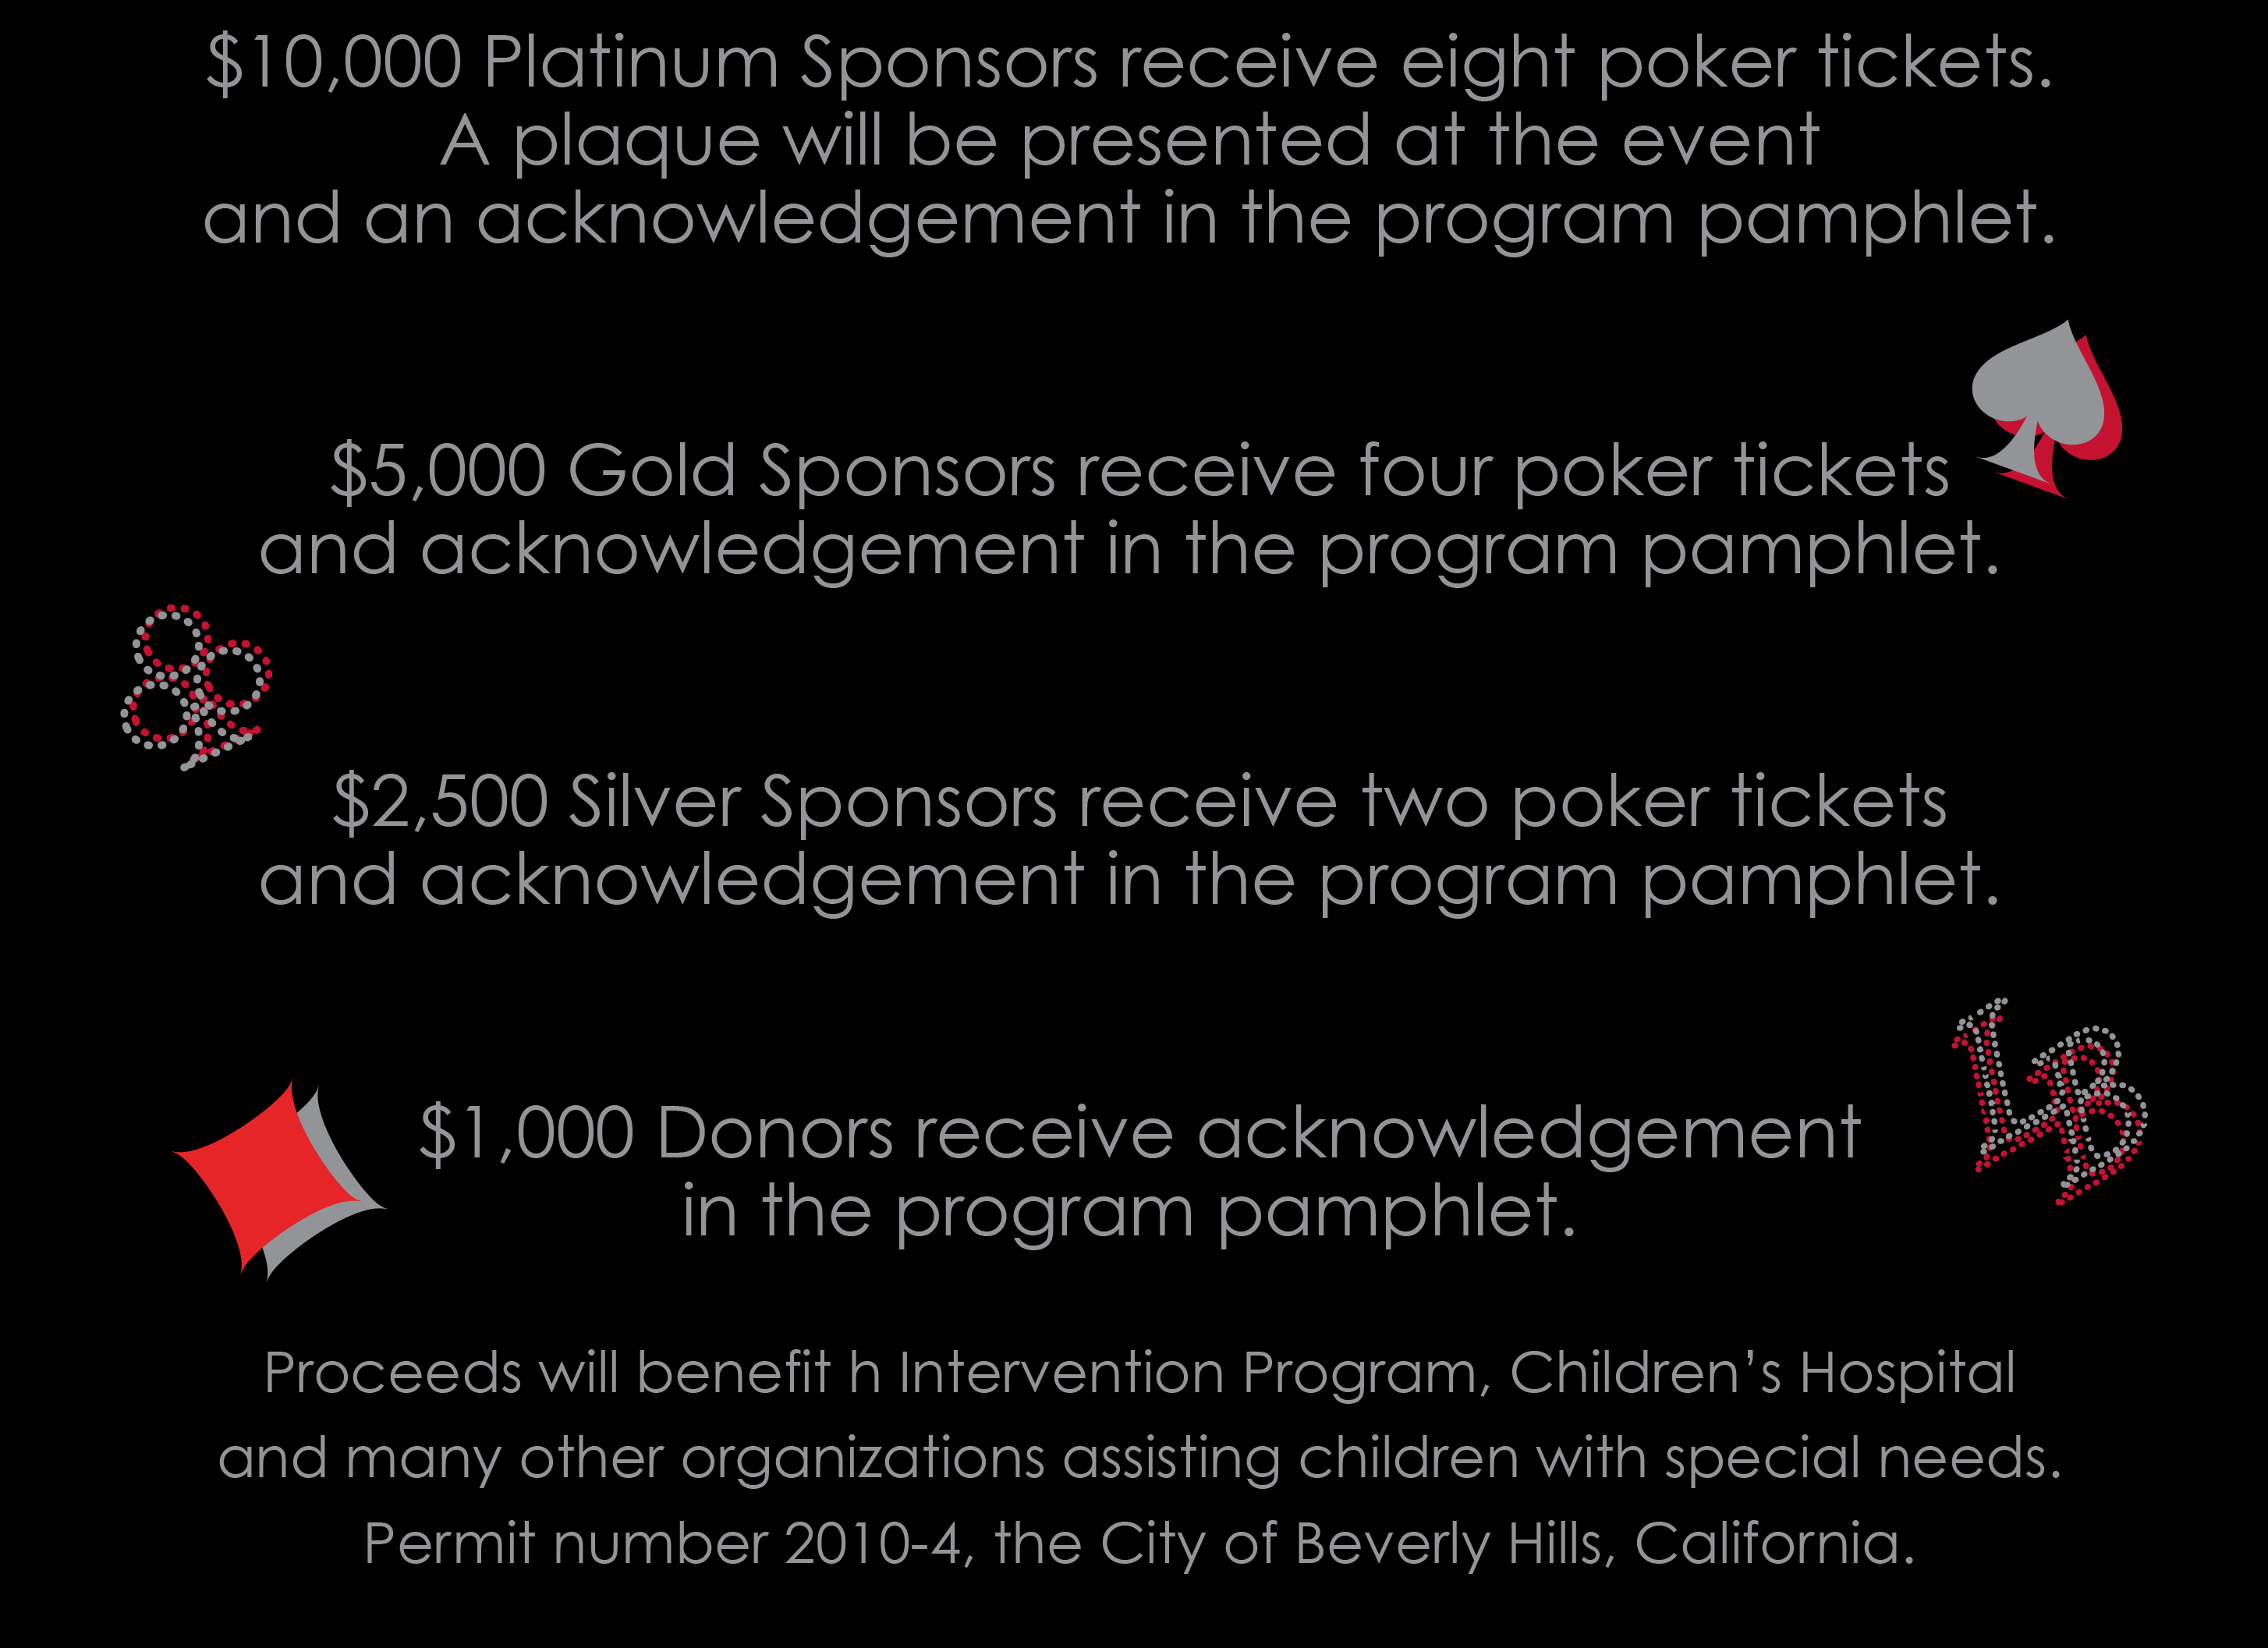 $10,000 Platinum Sponsors receive eight poker tickets.
A plaque will be presented at the event
and an acknowledgement in the program pamphlet.
$5,000 Gold Sponsors receive four poker tickets
and acknowledgement in the program pamphlet.
$2,500 Silver Sponsors receive two poker tickets
and acknowledgement in the program pamphlet.
$1,000 Donors receive acknowledgement
in the program pamphlet.
Proceeds will benefit h Intervention Program, Children’s Hospital
and many other organizations assisting children with special needs.
Permit number 2010-4, the City of Beverly Hills, California.